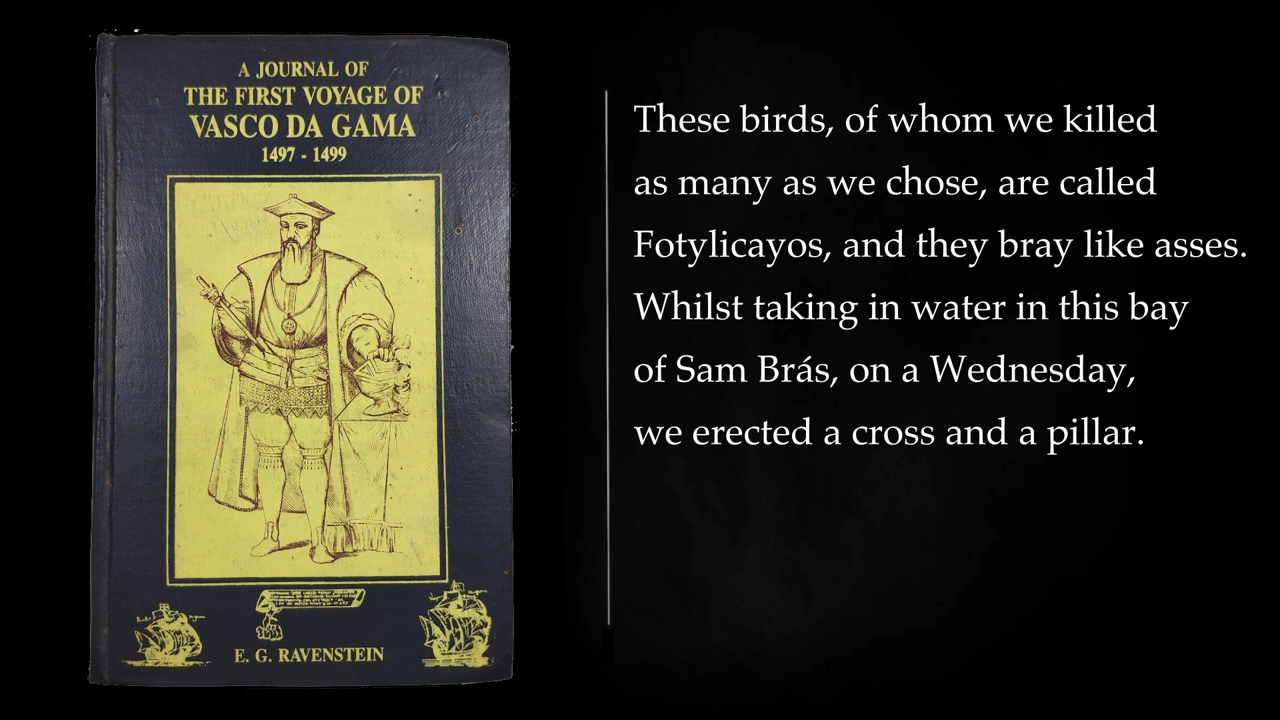 A JOURNAL OF
THE FIRST VOYAGE OF
VASCO DA GAMA
1497 - 1499
E. G. RAVENSTEIN
These birds, of whom we killed
as many as we chose, are called
Fotylicayos, and they bray like asses.
Whilst taking in water in this bay
of Sam Brás, on a Wednesday,
we erected a cross and a pillar.